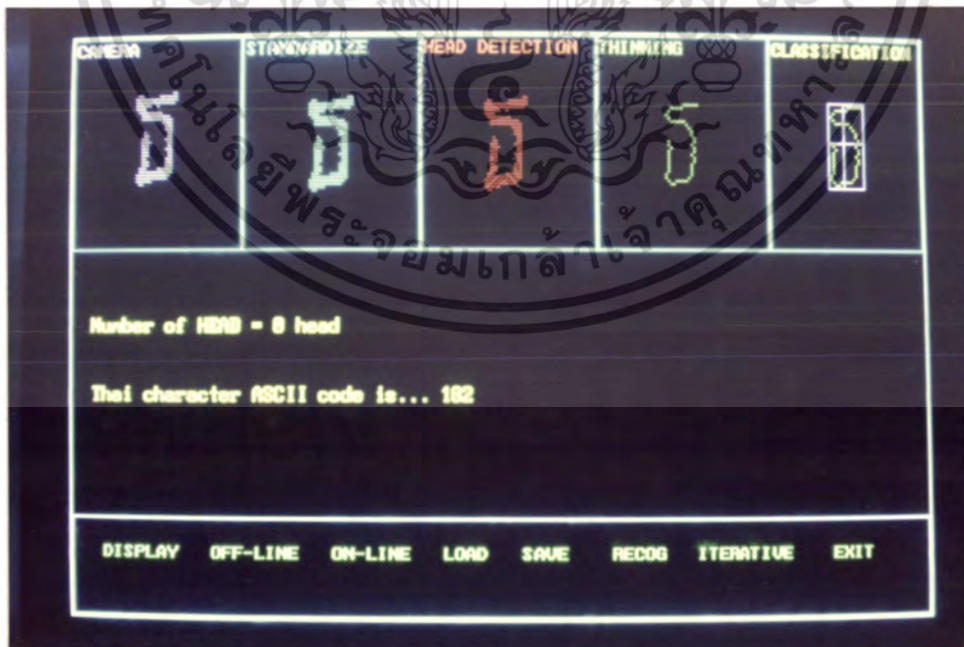 CAMERA STANDARDIZE HEAD DETECTION THINNING CLASSIFICATION
ธ ธ ธ ธ ธ
Number of HEAD = 0 head
Thai character ASCII code is... 182
DISPLAY OFF-LINE ON-LINE LOAD SAVE RECOG ITERATIVE EXIT